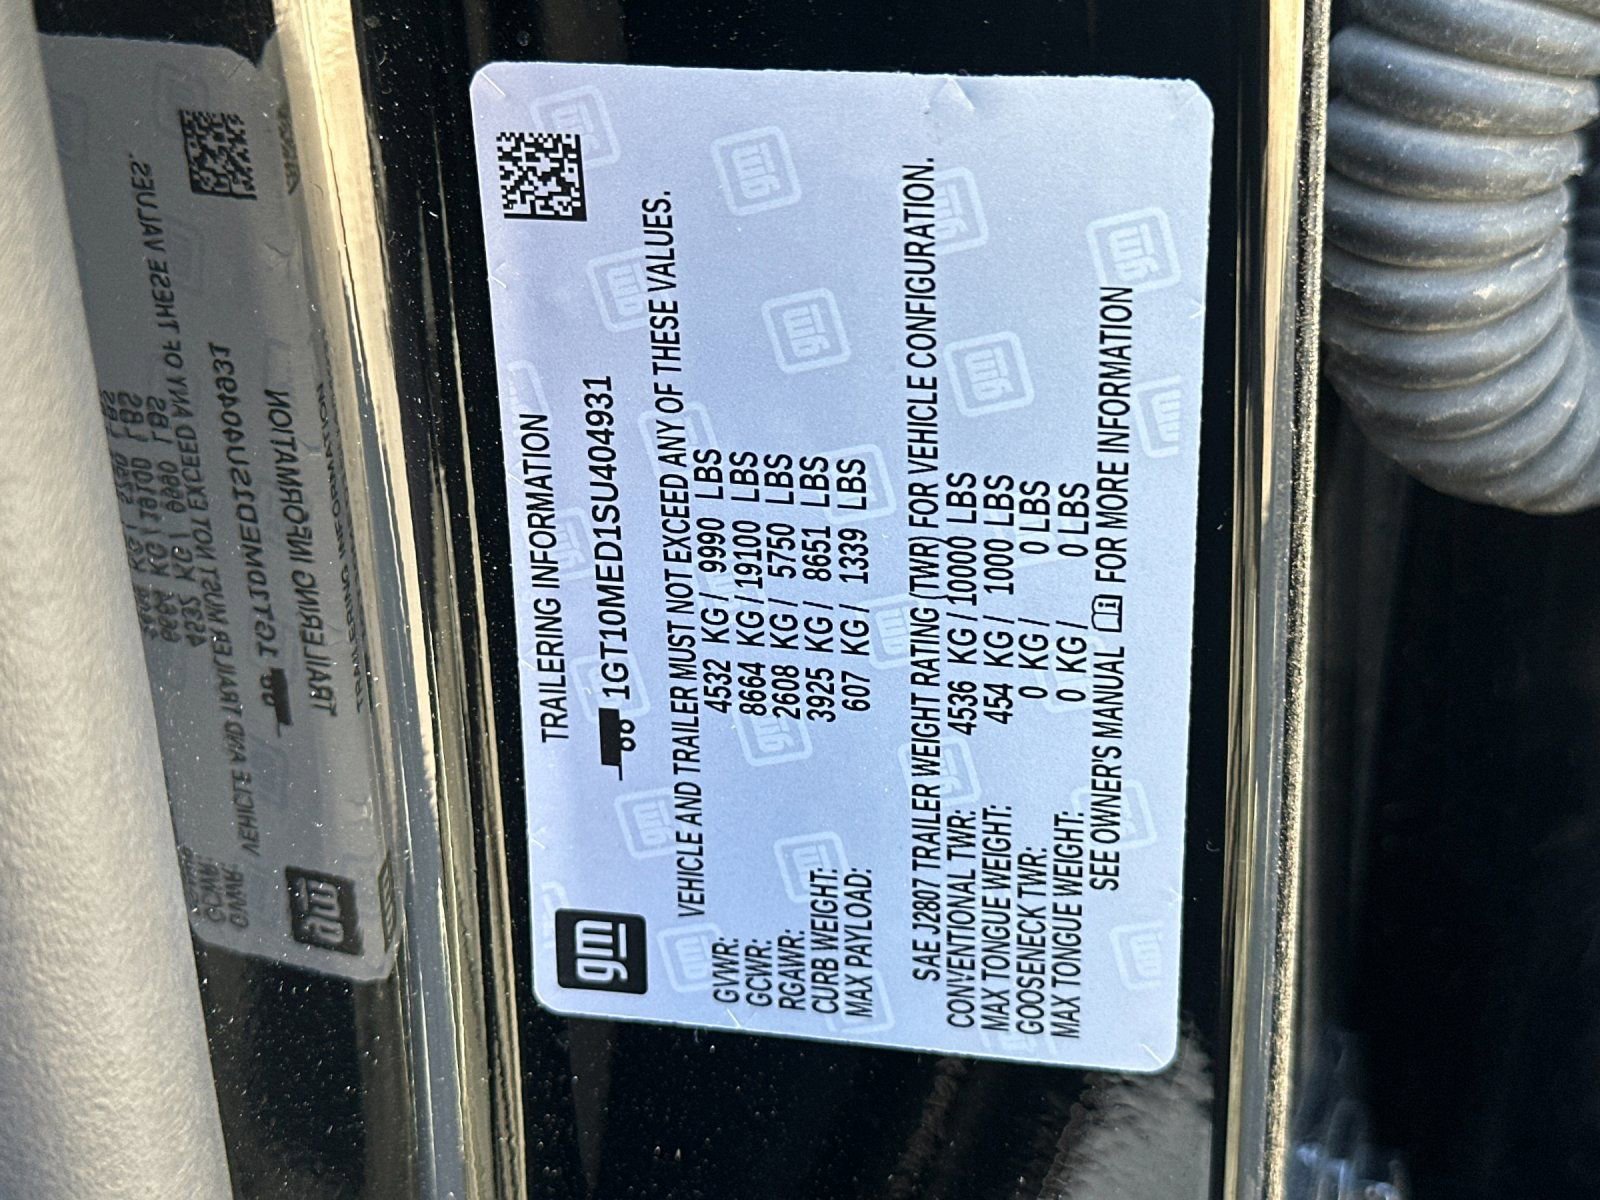 gm
TRAILERING INFORMATION
1GT10MED1SU404931
VEHICLE AND TRAILER MUST NOT EXCEED ANY OF THESE VALUES.
GVWR: 4532 KG / 9990 LBS
GCWR: 8664 KG / 19100 LBS
RGAWR: 2608 KG / 5750 LBS
CURB WEIGHT: 3925 KG / 8651 LBS
MAX PAYLOAD: 607 KG / 1339 LBS
SAE J2807 TRAILER WEIGHT RATING (TWR) FOR VEHICLE CONFIGURATION.
CONVENTIONAL TWR: 4536 KG / 10000 LBS
MAX TONGUE WEIGHT: 454 KG / 1000 LBS
GOOSENECK TWR: 0 KG / 0 LBS
MAX TONGUE WEIGHT: 0 KG / 0 LBS
SEE OWNER'S MANUAL FOR MORE INFORMATION